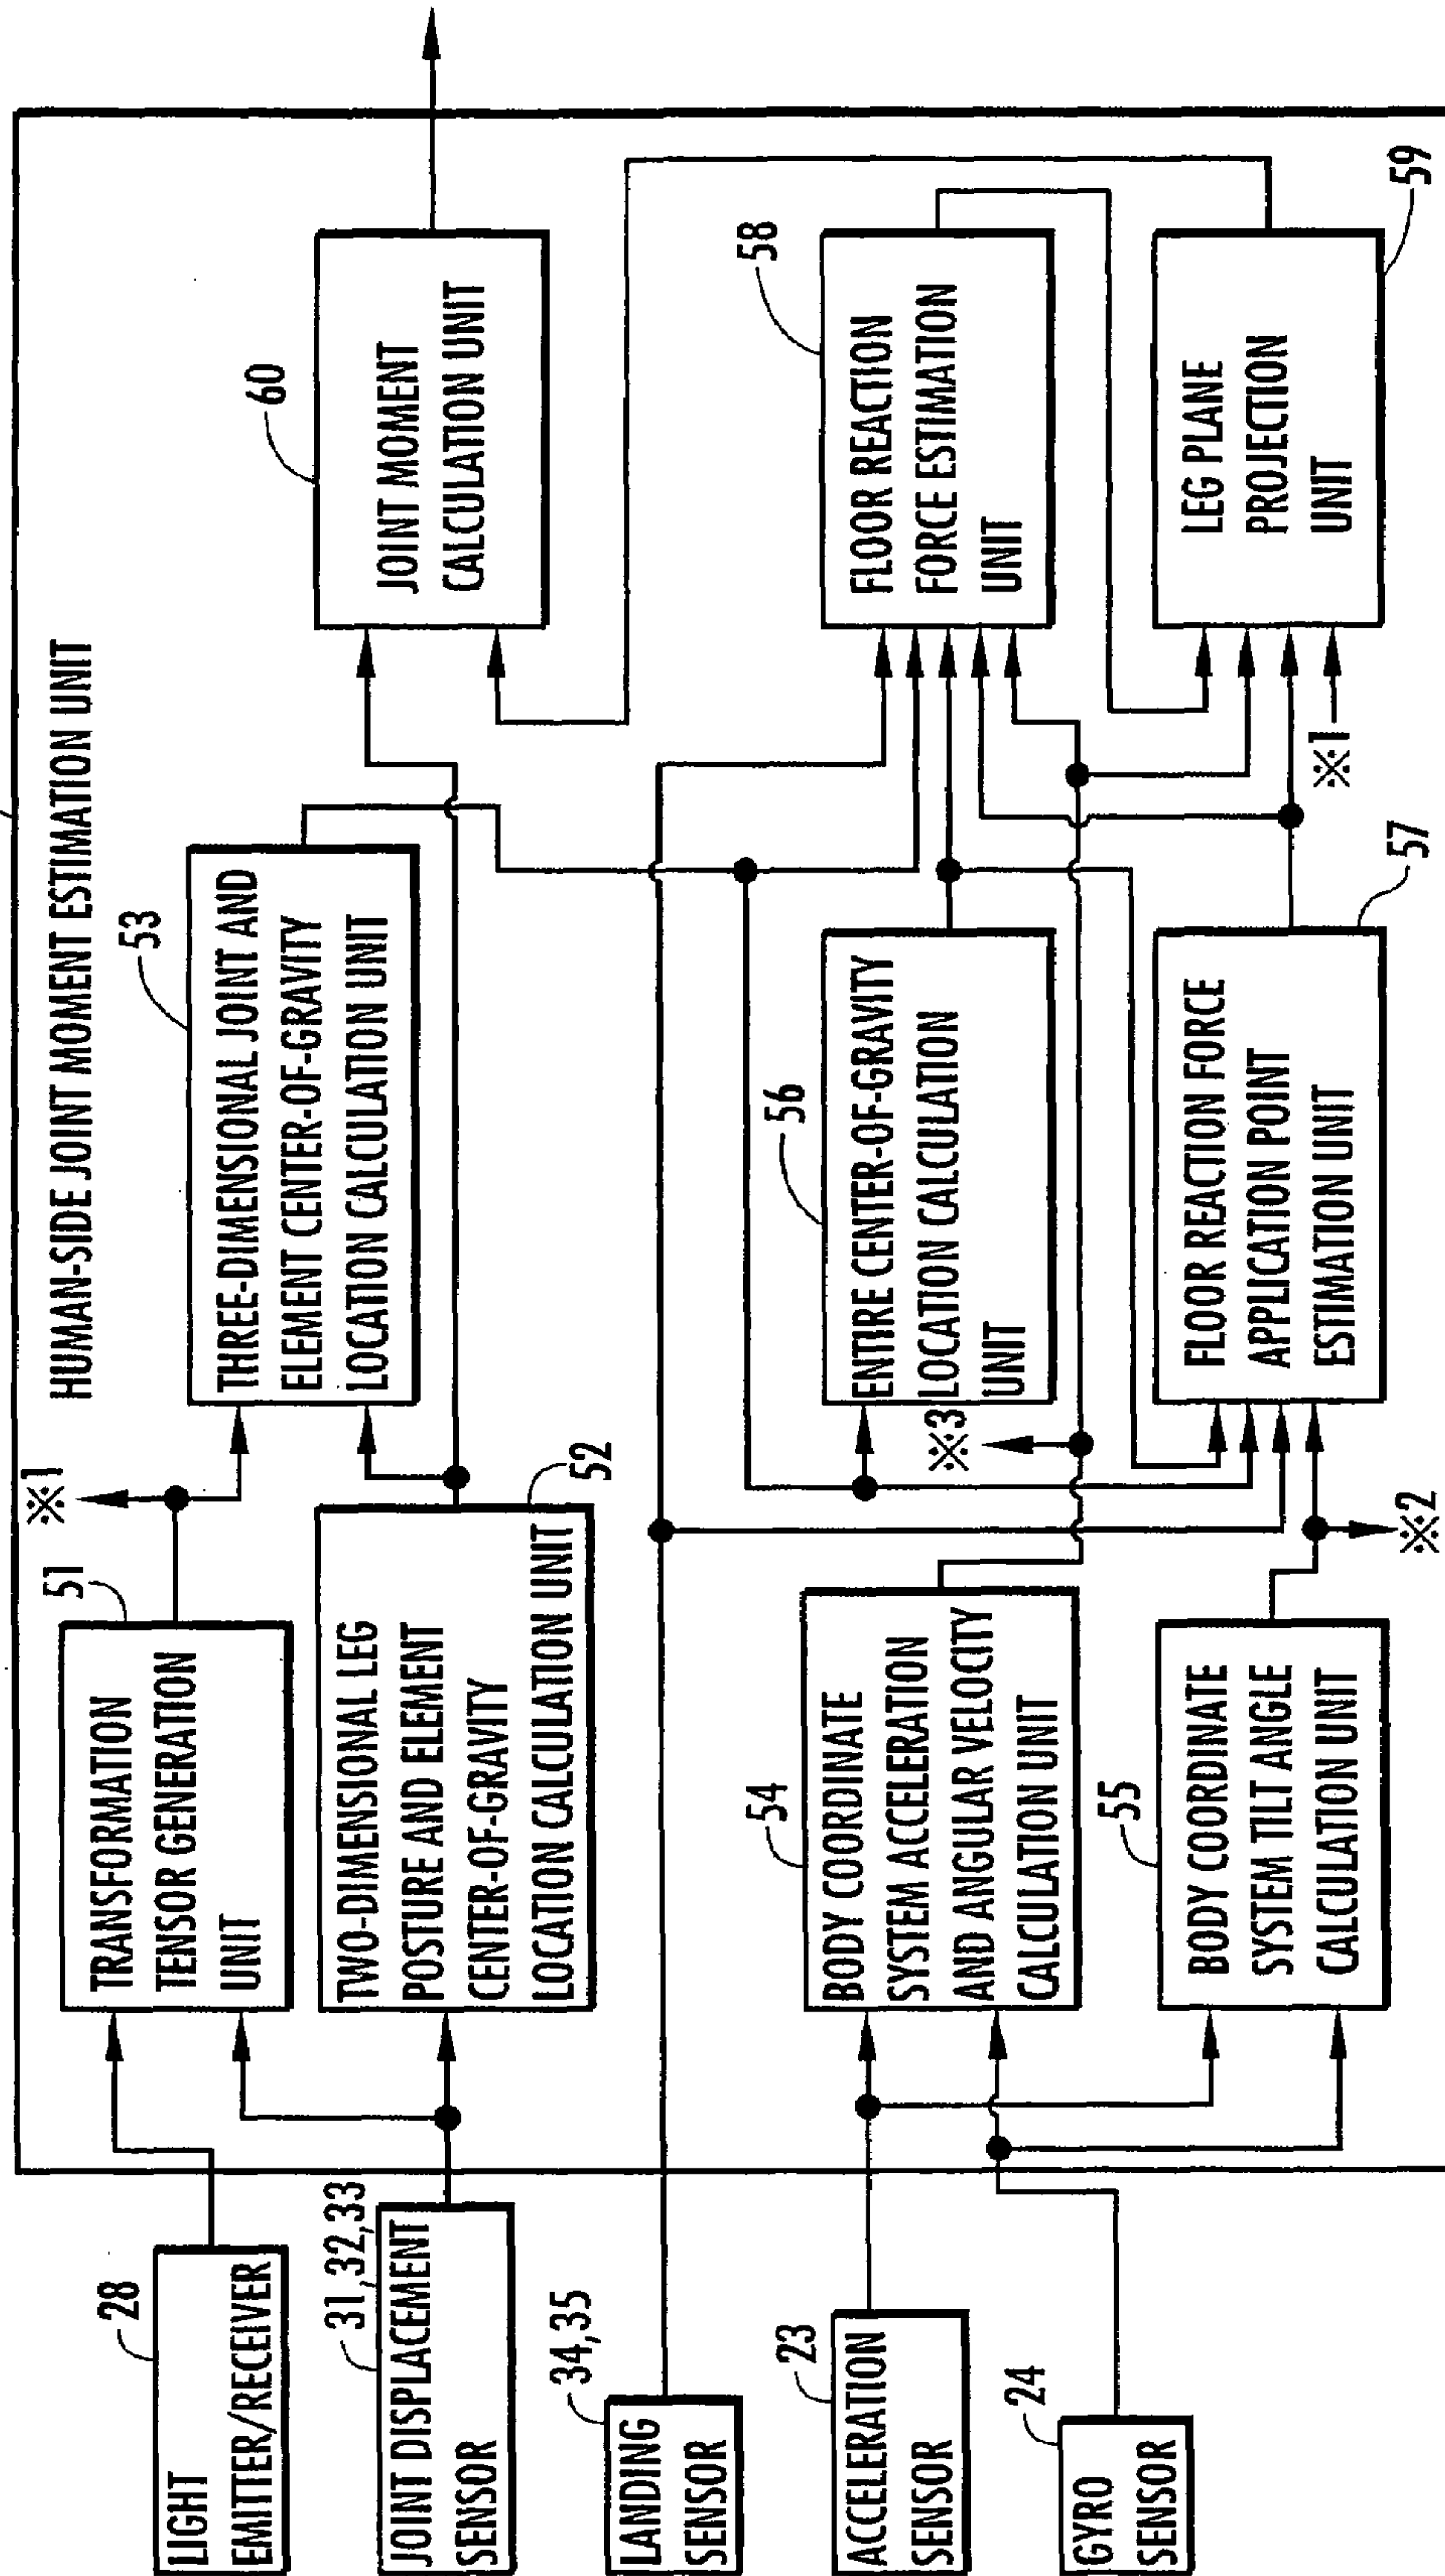 HUMAN-SIDE JOINT MOMENT ESTIMATION UNIT
28
LIGHT
EMITTER/RECEIVER
31,32,33
JOINT DISPLACEMENT
SENSOR
34,35
LANDING
SENSOR
23
ACCELERATION
SENSOR
24
GYRO
SENSOR
51
TRANSFORMATION
TENSOR GENERATION
UNIT
※1
52
TWO-DIMENSIONAL LEG
POSTURE AND ELEMENT
CENTER-OF-GRAVITY
LOCATION CALCULATION UNIT
54
BODY COORDINATE
SYSTEM ACCELERATION
AND ANGULAR VELOCITY
CALCULATION UNIT
※3
55
BODY COORDINATE
SYSTEM TILT ANGLE
CALCULATION UNIT
※2
53
THREE-DIMENSIONAL JOINT AND
ELEMENT CENTER-OF-GRAVITY
LOCATION CALCULATION UNIT
56
ENTIRE CENTER-OF-GRAVITY
LOCATION CALCULATION
UNIT
57
FLOOR REACTION FORCE
APPLICATION POINT
ESTIMATION UNIT
60
JOINT MOMENT
CALCULATION UNIT
58
FLOOR REACTION
FORCE ESTIMATION
UNIT
59
LEG PLANE
PROJECTION
UNIT
※1